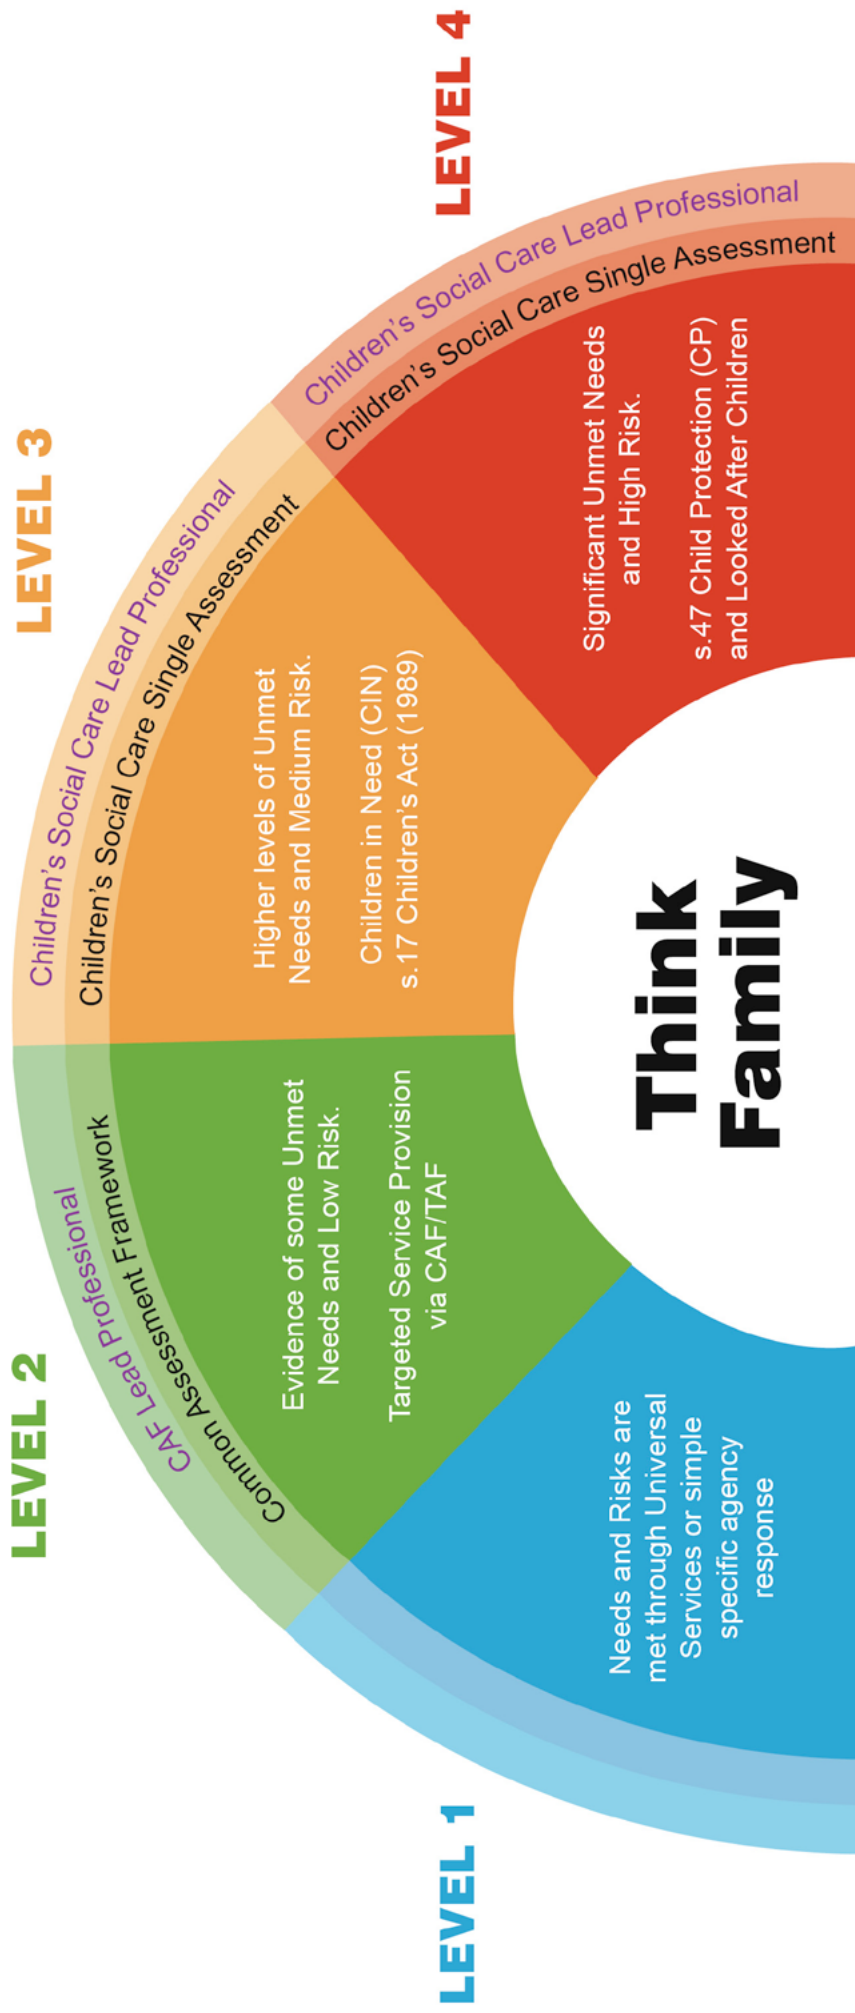 LEVEL 1
Needs and Risks are
met through Universal
Services or simple
specific agency
response
LEVEL 2
CAF Lead Professional
Common Assessment Framework
Evidence of some Unmet
Needs and Low Risk.
Targeted Service Provision
via CAF/TAF
LEVEL 3
Children's Social Care Lead Professional
Children's Social Care Single Assessment
Higher levels of Unmet
Needs and Medium Risk.
Children in Need (CIN)
s.17 Children's Act (1989)
LEVEL 4
Children's Social Care Lead Professional
Children's Social Care Single Assessment
Significant Unmet Needs
and High Risk.
s.47 Child Protection (CP)
and Looked After Children
Think
Family